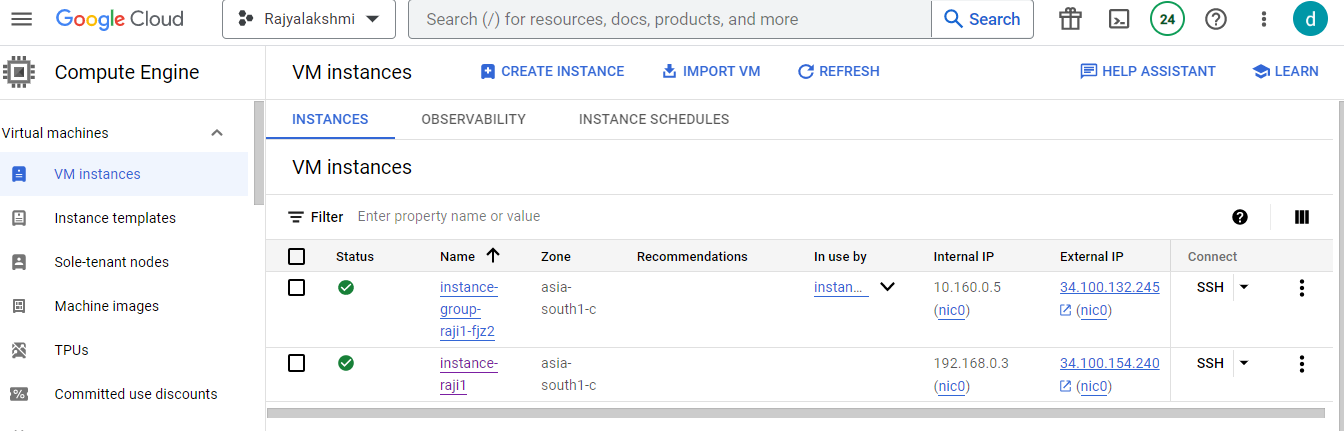 Google Cloud Rajyalakshmi Search (/) for resources, docs, products, and more Search 24 d
Compute Engine VM instances CREATE INSTANCE IMPORT VM REFRESH HELP ASSISTANT LEARN
Virtual machines
VM instances
Instance templates
Sole-tenant nodes
Machine images
TPUs
Committed use discounts
INSTANCES OBSERVABILITY INSTANCE SCHEDULES
VM instances
Filter Enter property name or value
Status Name Zone Recommendations In use by Internal IP External IP Connect
instance- asia- instan... 10.160.0.5 34.100.132.245 SSH
group- south1-c (nic0) (nic0)
raji1-fjz2
instance- asia- 192.168.0.3 34.100.154.240 SSH
raji1 south1-c (nic0) (nic0)